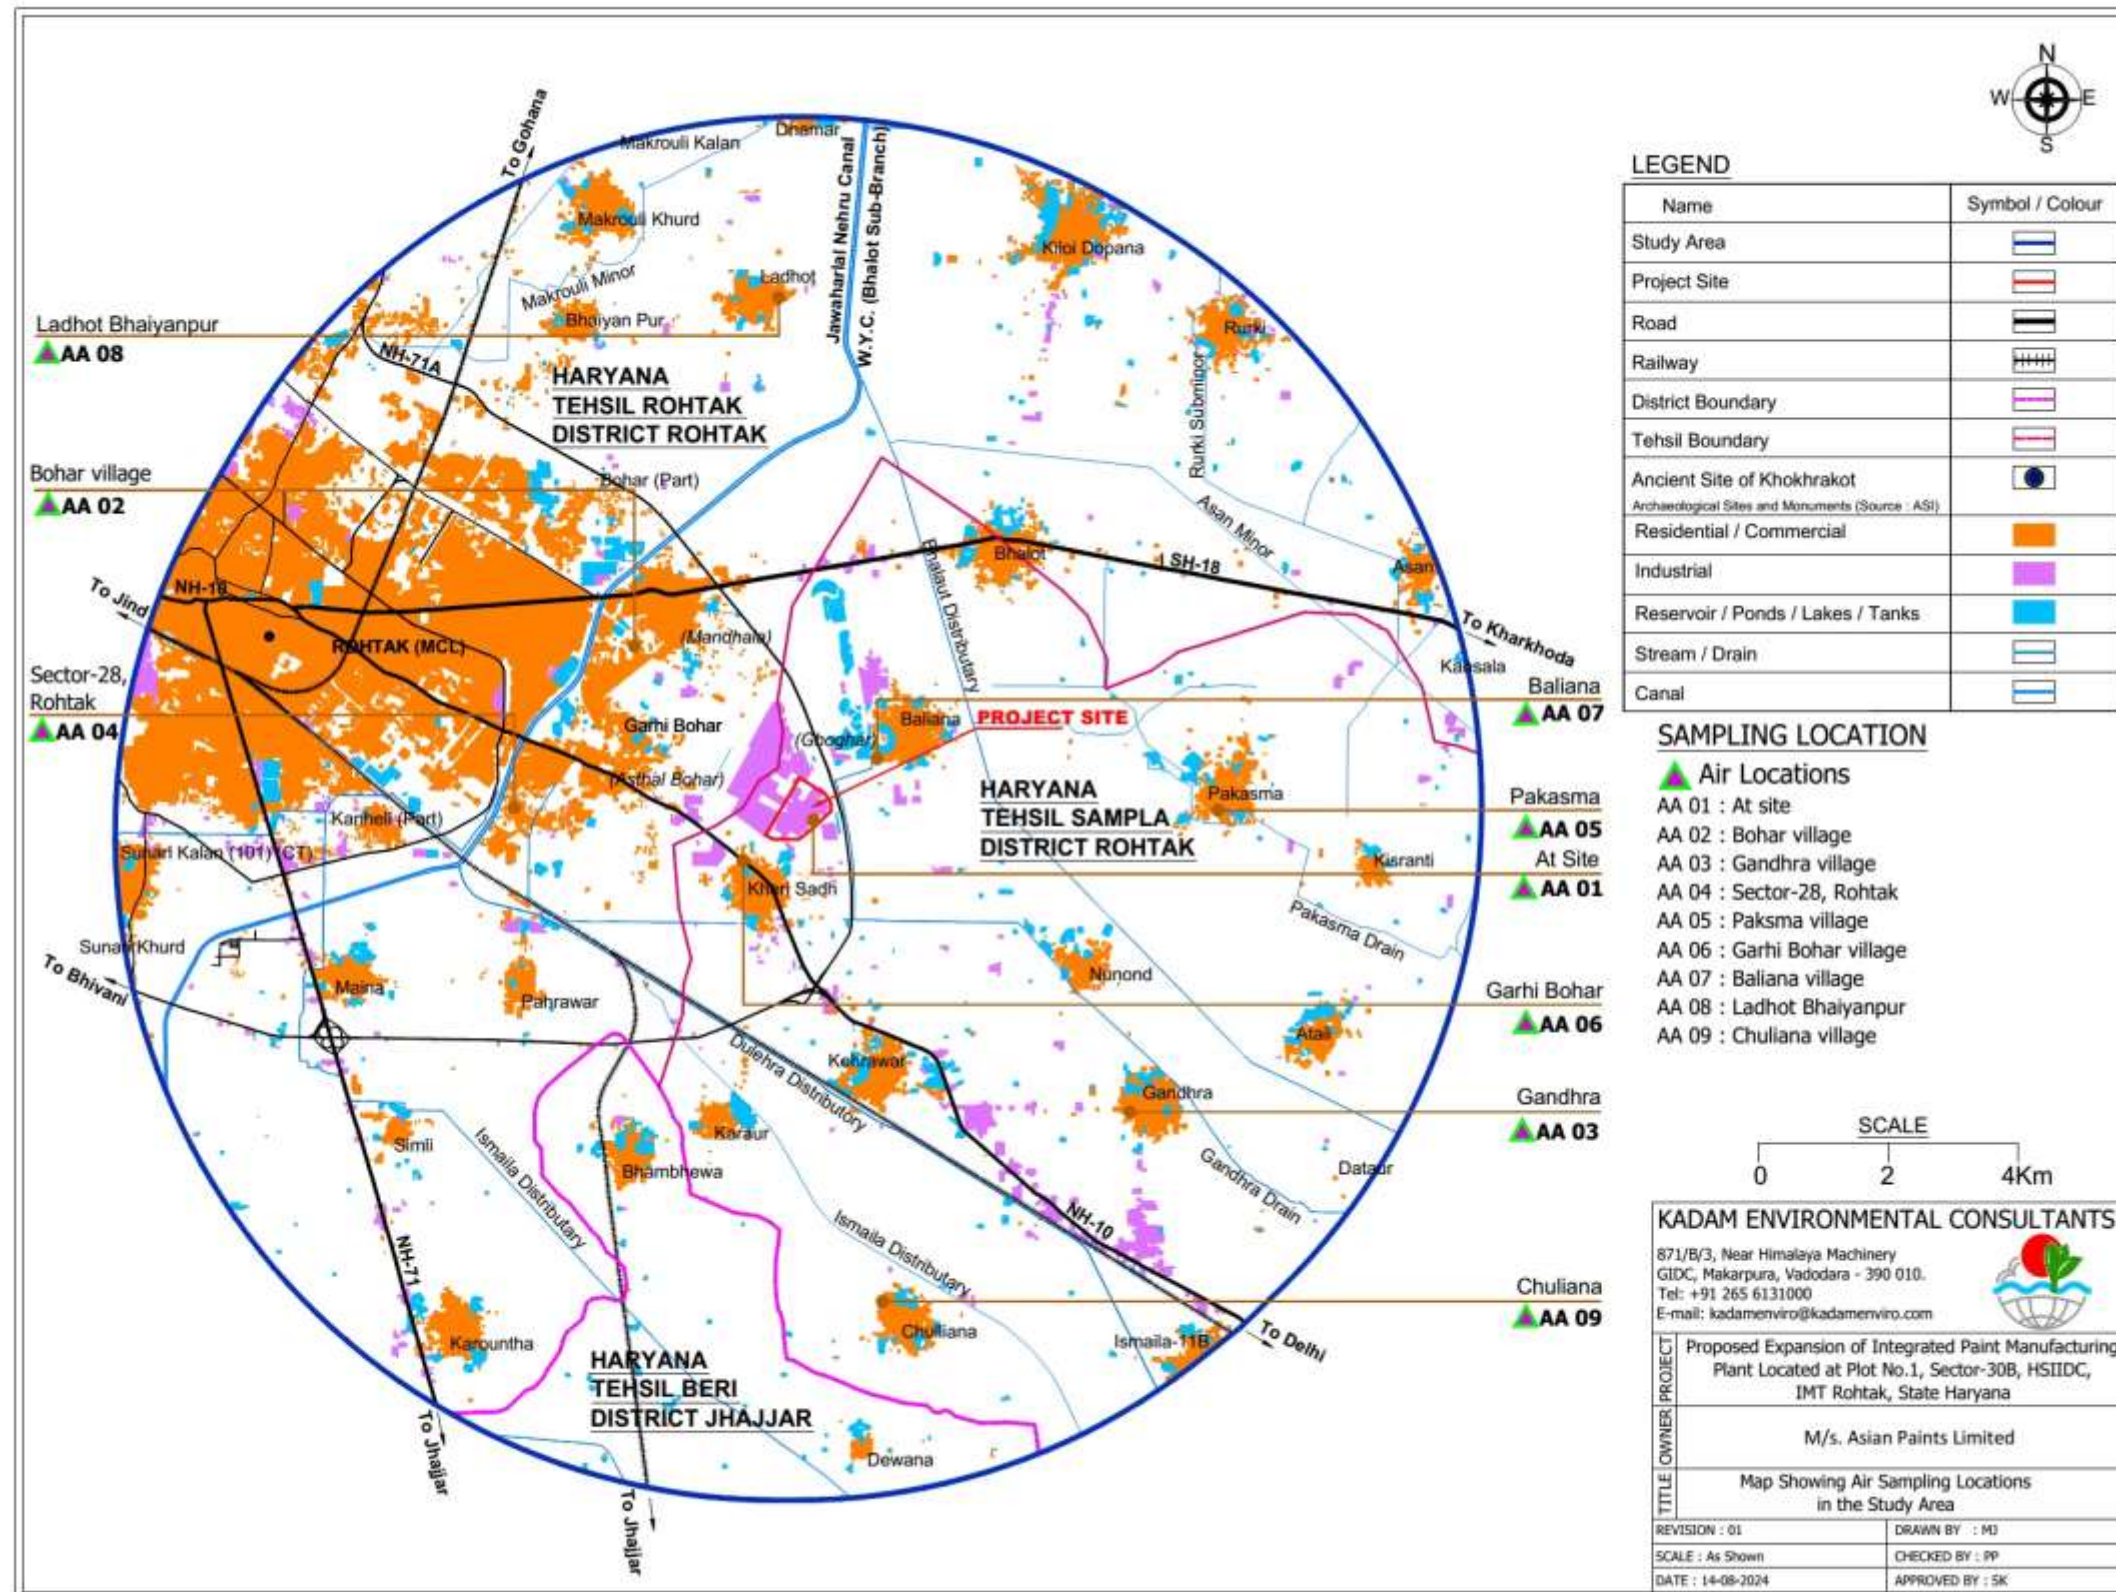 N
W
E
S
LEGEND
Name
Symbol / Colour
Study Area
Project Site
Road
Railway
District Boundary
Tehsil Boundary
Ancient Site of Khokhrakot
Archaeological Sites and Monuments (Source : ASI)
Residential / Commercial
Industrial
Reservoir / Ponds / Lakes / Tanks
Stream / Drain
Canal
SAMPLING LOCATION
Air Locations
AA 01 : At site
AA 02 : Bohar village
AA 03 : Gandhra village
AA 04 : Sector-28, Rohtak
AA 05 : Paksma village
AA 06 : Garhi Bohar village
AA 07 : Baliana village
AA 08 : Ladhot Bhaiyanpur
AA 09 : Chuliana village
SCALE
0
2
4Km
KADAM ENVIRONMENTAL CONSULTANTS
871/B/3, Near Himalaya Machinery
GIDC, Makarpura, Vadodara - 390 010.
Tel: +91 265 6131000
E-mail: kadamenviro@kadamenviro.com
PROJECT
Proposed Expansion of Integrated Paint Manufacturing
Plant Located at Plot No.1, Sector-30B, HSIIDC,
IMT Rohtak, State Haryana
OWNER
M/s. Asian Paints Limited
TITLE
Map Showing Air Sampling Locations
in the Study Area
REVISION : 01
DRAWN BY : MJ
SCALE : As Shown
CHECKED BY : PP
DATE : 14-08-2024
APPROVED BY : SK
Ladhot Bhaiyanpur
AA 08
Bohar village
AA 02
Sector-28,
Rohtak
AA 04
Baliana
AA 07
Pakasma
AA 05
At Site
AA 01
Garhi Bohar
AA 06
Gandhra
AA 03
Chuliana
AA 09
To Gohana
Makrouli Kalan
Dhamar
Jawaharlal Nehru Canal
W.Y.C. (Bhalot Sub-Branch)
Makrouli Khurd
Kiloi Dopana
Makrouli Minor
Ladhot
Bhaiyan Pur
Rurki
Rurki Subminor
NH-71A
HARYANA
TEHSIL ROHTAK
DISTRICT ROHTAK
Bohar (Part)
Asan Minor
Bhalaut Distributary
Bhalot
SH-18
Asan
To Kharkhoda
Kansala
To Jind
NH-10
ROHTAK (MCL)
(Mandhala)
Garhi Bohar
(Asthal Bohar)
(Gboghar)
Baliana
PROJECT SITE
HARYANA
TEHSIL SAMPLA
DISTRICT ROHTAK
Pakasma
Kisranti
Pakasma Drain
Kanheli (Part)
Sunari Kalan (101) (CT)
Kheri Sadh
Sunari Khurd
To Bhivani
Maina
Pahrawar
Nunond
Atail
Kehrawar
Dulehra Distributory
Gandhra
Karaur
Simli
Bhambhewa
Ismaila Distributary
Gandhra Drain
Dataur
NH-10
Ismaila Distributary
NH-71
Karountha
Chulliana
Ismaila-11B
To Delhi
HARYANA
TEHSIL BERI
DISTRICT JHAJJAR
Dewana
To Jhajjar
To Jhajjar